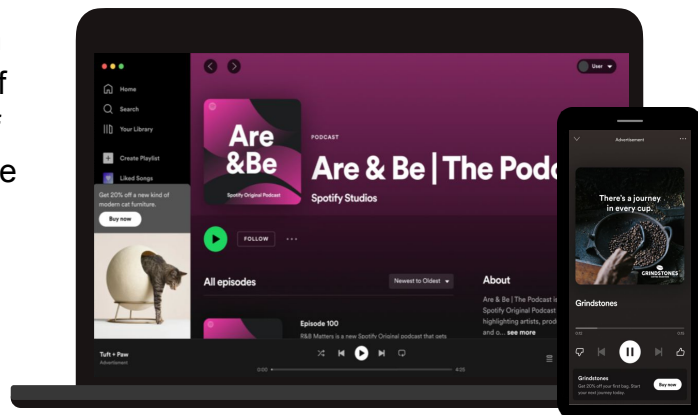 f
e
Home
Search
Your Library
Create Playlist
Liked Songs
Get 20% off a new kind of
modern cat furniture.
Buy now
Tuft + Paw
Advertisement
User
Are
&Be
Spotify Original Podcast
PODCAST
Are & Be | The Podc
Spotify Studios
FOLLOW
All episodes
Newest to Oldest
About
Are & Be | The Podcast i
Spotify Original Podcast
highlighting artists, prod
and o... see more
Episode 100
R&B Matters is a new Spotify Original podcast that gets
0:00
4:25
Advertisement
There's a journey
in every cup.
GRINDSTONES
Grindstones
Grindstones
Get 20% off your first bag. Start
your next journey today.
Buy now